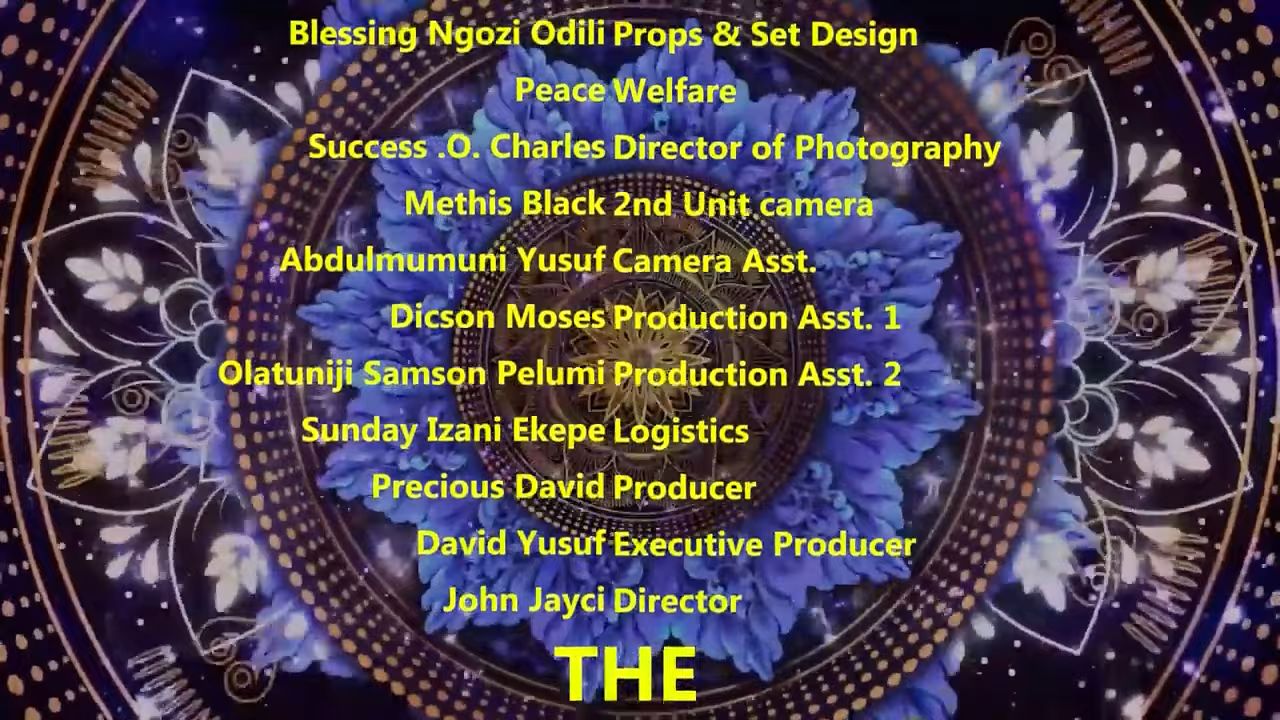 Blessing Ngozi Odili Props & Set Design
Peace Welfare
Success .O. Charles Director of Photography
Methis Black 2nd Unit camera
Abdulmumuni Yusuf Camera Asst.
Dicson Moses Production Asst. 1
Olatuniji Samson Pelumi Production Asst. 2
Sunday Izani Ekepe Logistics
Precious David Producer
David Yusuf Executive Producer
John Jayci Director
THE